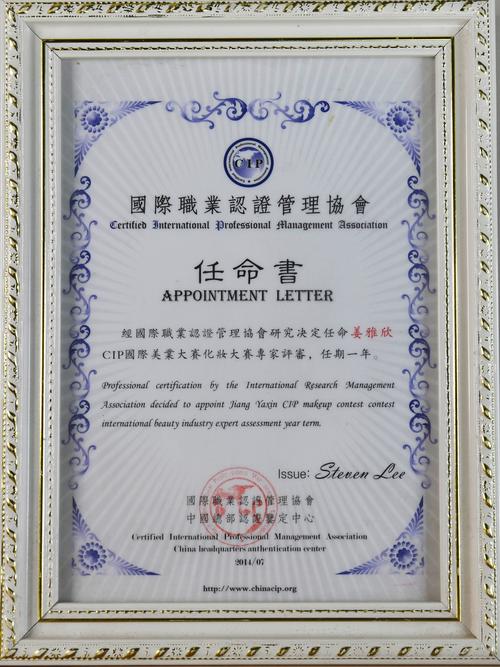 CIP
國際職業認證管理協會
Certified International Professional Management Association
任命書
APPOINTMENT LETTER
經國際職業認證管理協會研究決定任命姜雅欣
CIP國際美業大賽化妝大賽專家評審，任期一年。
Professional certification by the International Research Management
Association decided to appoint Jiang Yaxin CIP makeup contest contest
international beauty industry expert assessment year term.
Issue: Steven Lee
國際職業認證管理協會
中國總部認證鑒定中心
Certified International Professional Management Association
China headquarters authentication center
2014/07
http://www.chinacip.org